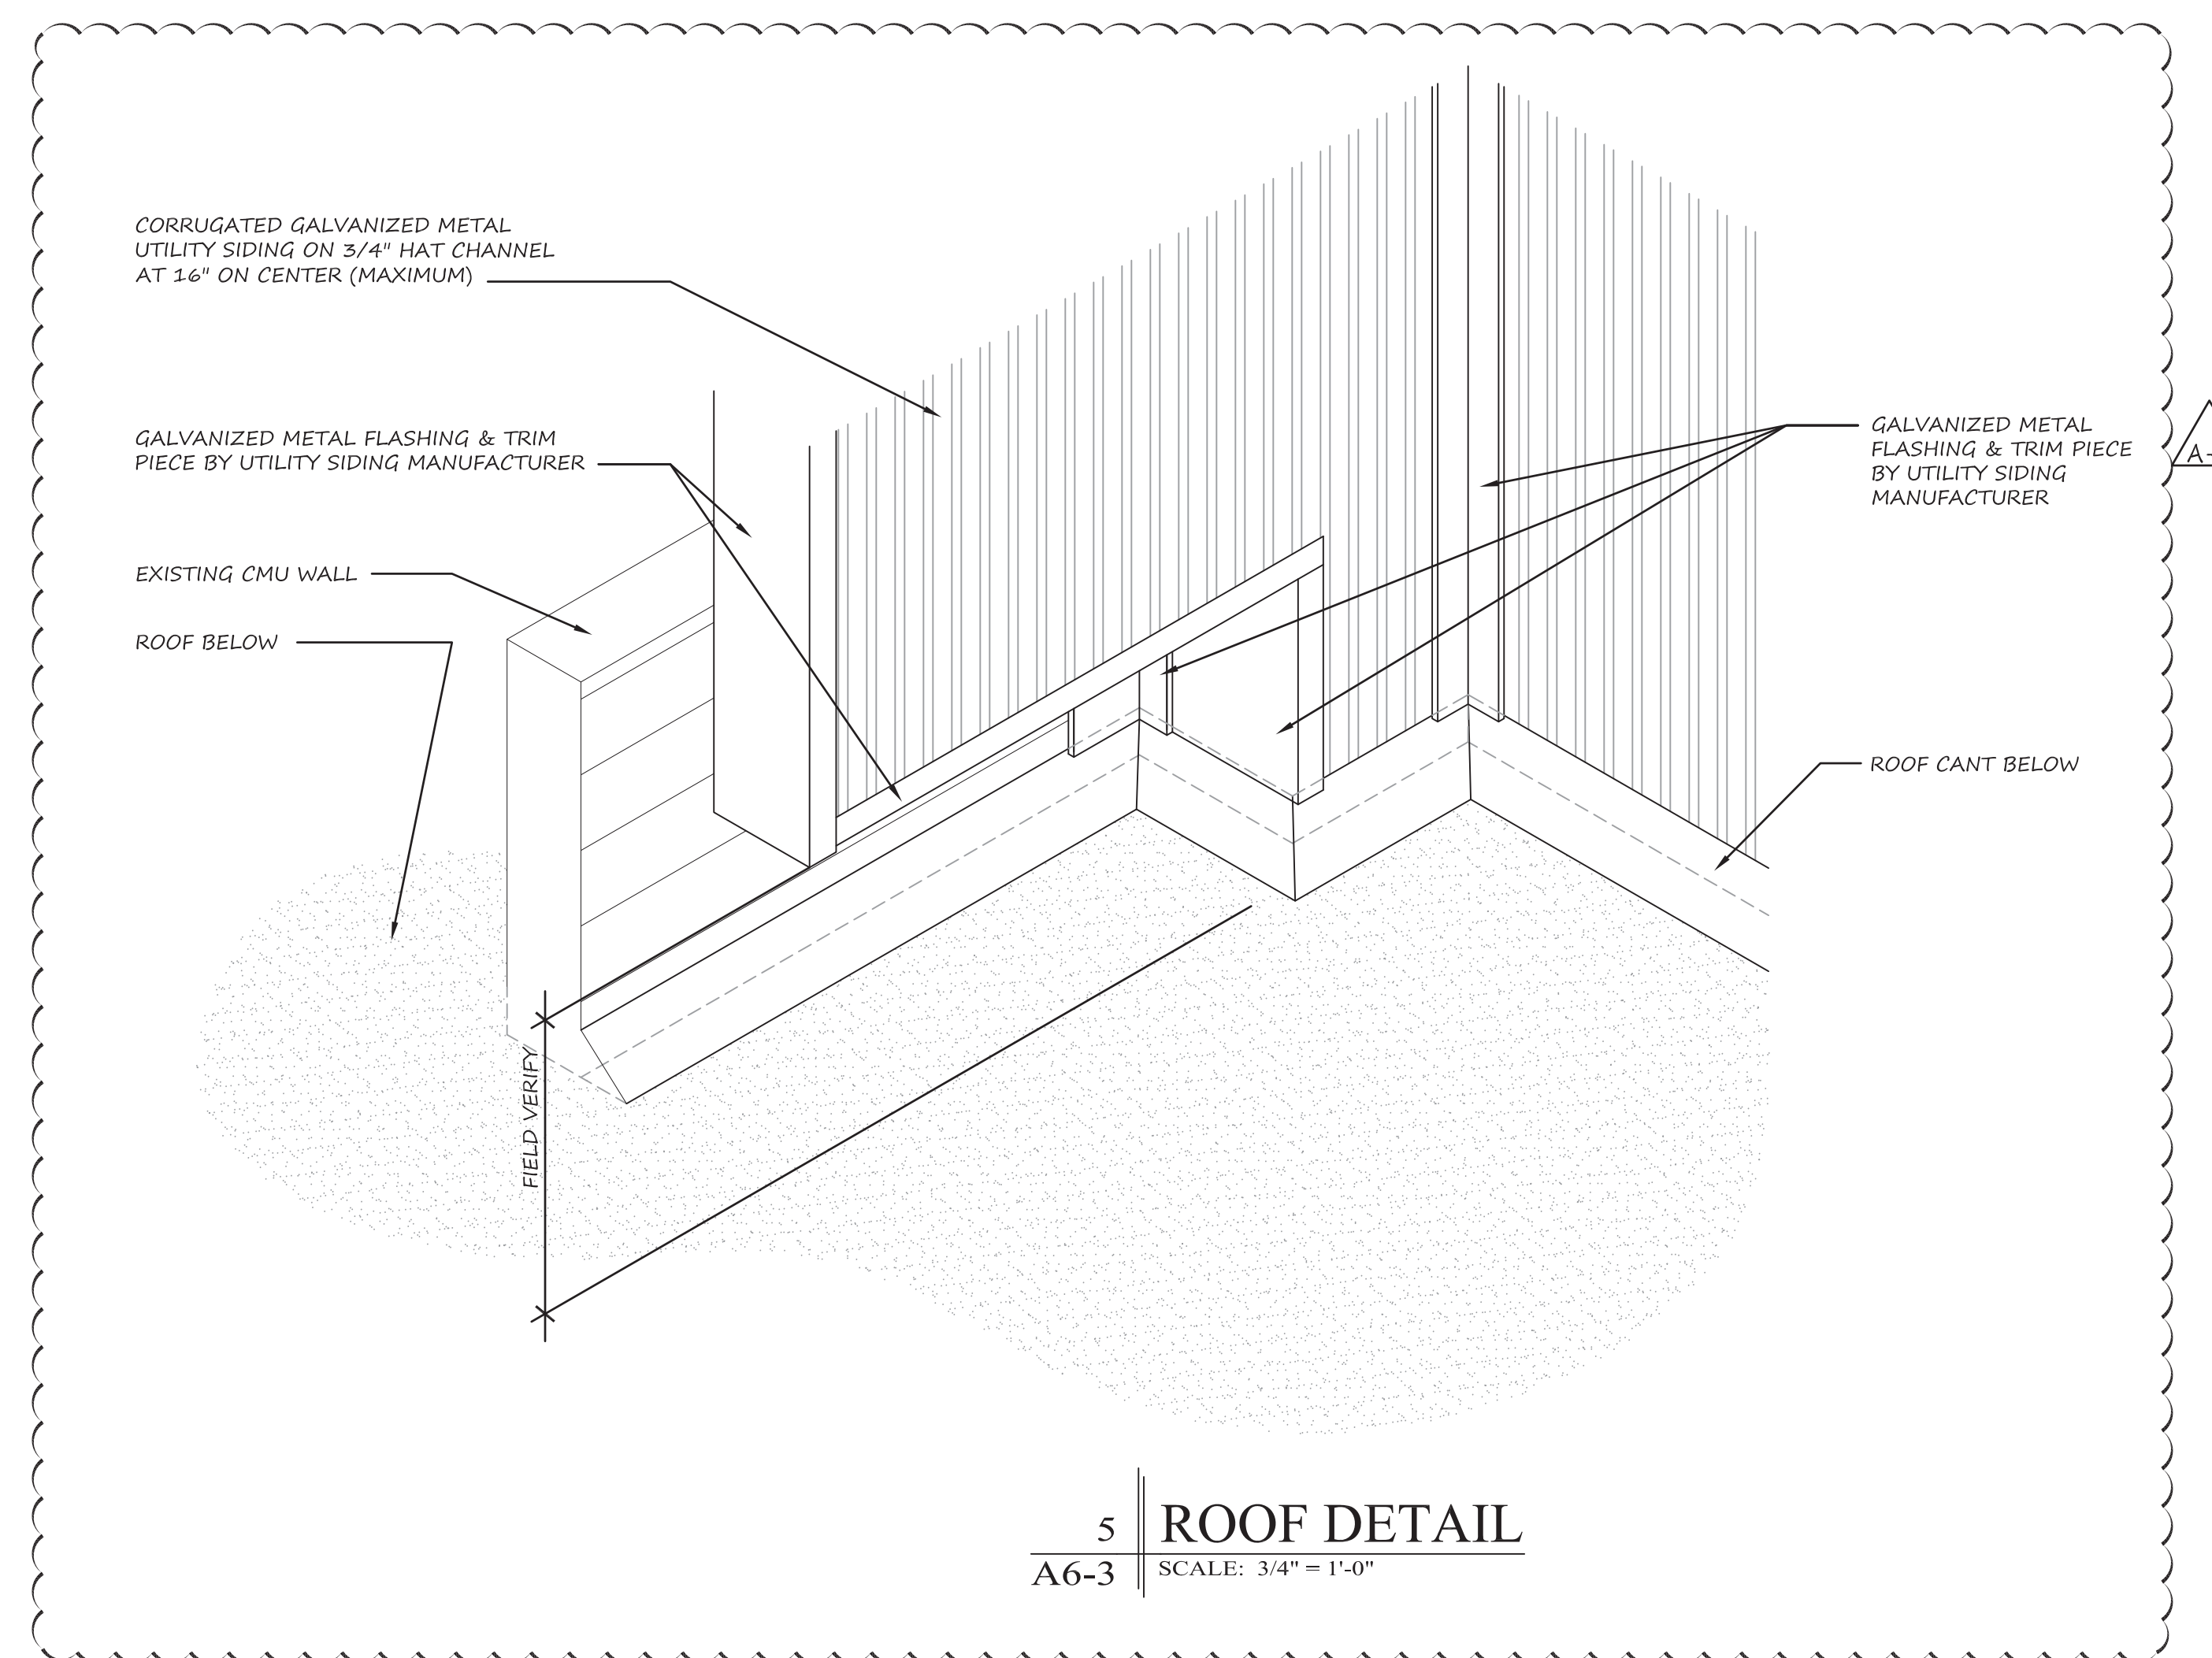 CORRUGATED GALVANIZED METAL
UTILITY SIDING ON 3/4" HAT CHANNEL
AT 16" ON CENTER (MAXIMUM)
GALVANIZED METAL FLASHING & TRIM
PIECE BY UTILITY SIDING MANUFACTURER
EXISTING CMU WALL
ROOF BELOW
GALVANIZED METAL
FLASHING & TRIM PIECE
BY UTILITY SIDING
MANUFACTURER
A-
ROOF CANT BELOW
FIELD VERIFY
5
ROOF DETAIL
A6-3
SCALE: 3/4" = 1'-0"